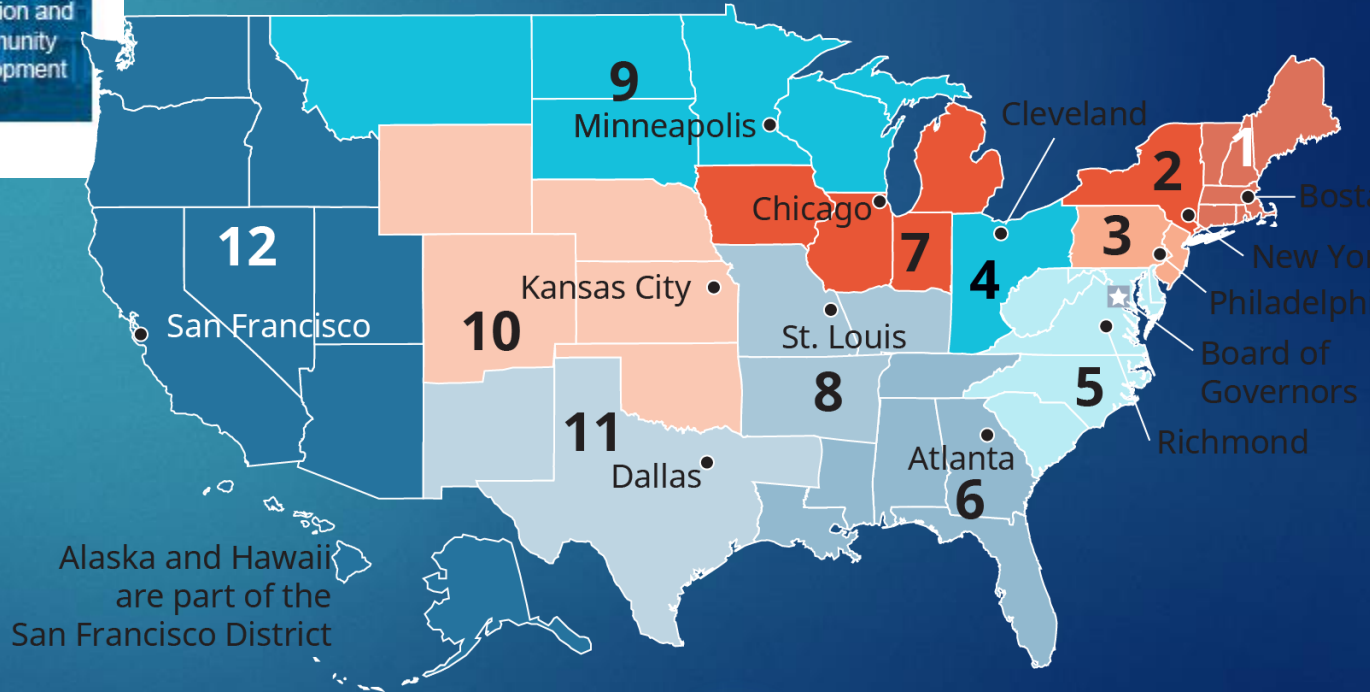 ion and
munity
opment
9
Minneapolis
Cleveland
1
2
Chicago
Bost
12
7
3
4
New Yo
Kansas City
San Francisco
10
St. Louis
Philadelph
Board of
Governors
8
5
11
Richmond
Dallas
Atlanta
6
Alaska and Hawaii
are part of the
San Francisco District